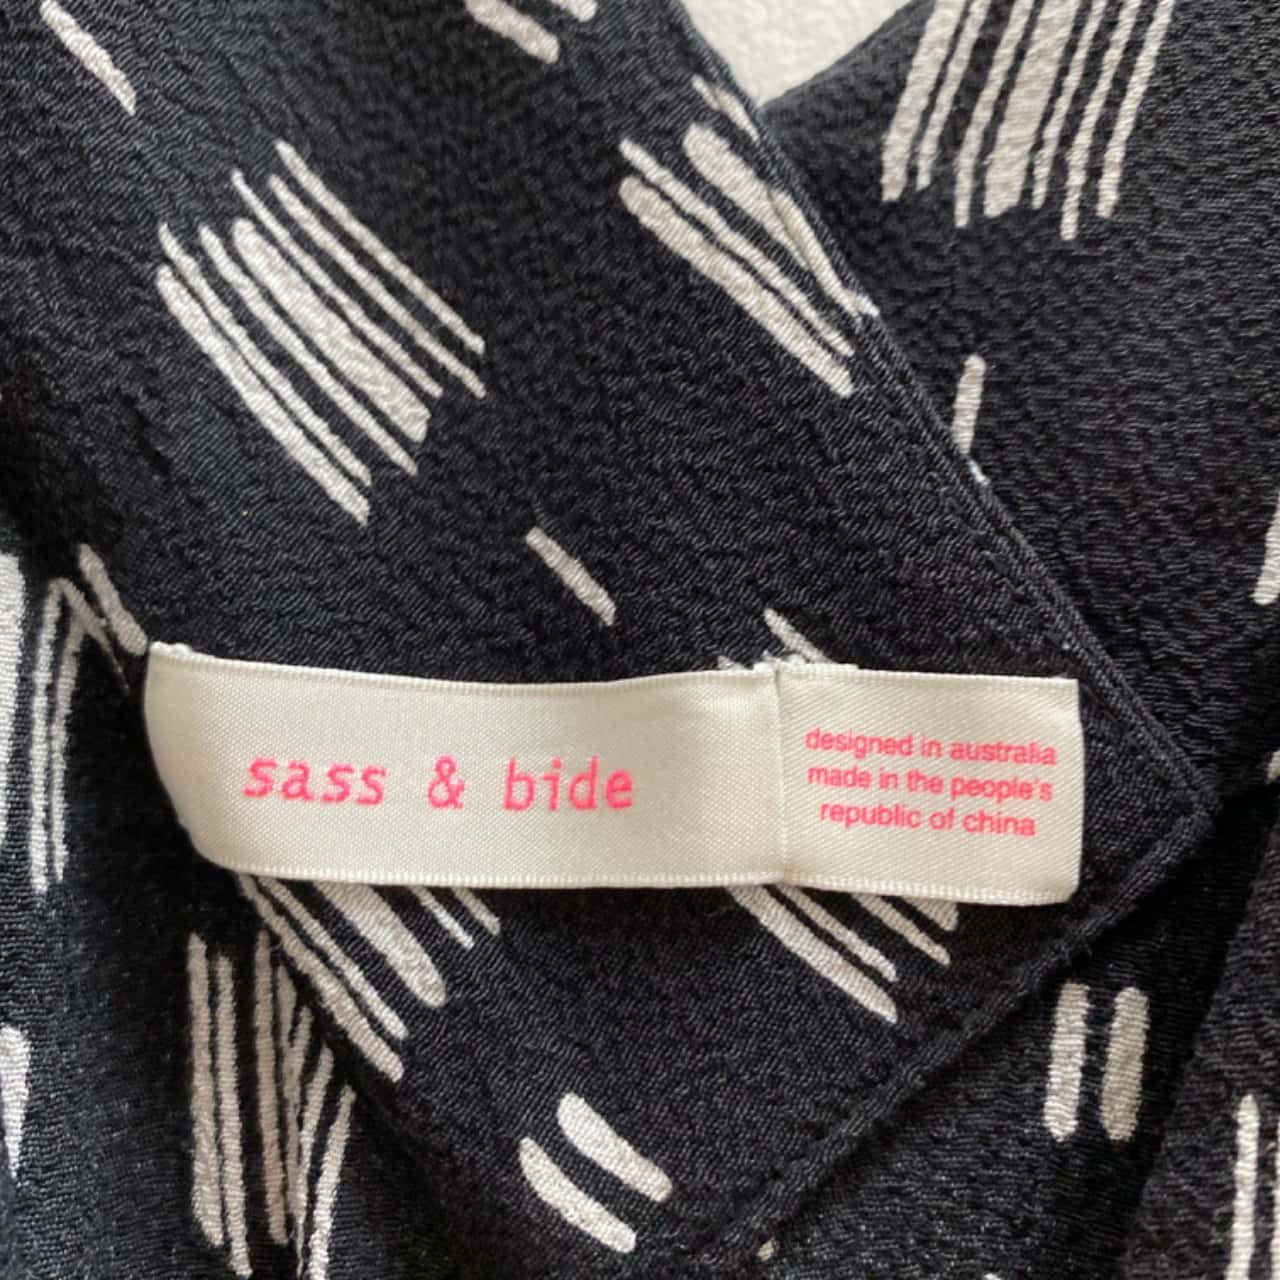 sass & bide
designed in australia
made in the people's
republic of china